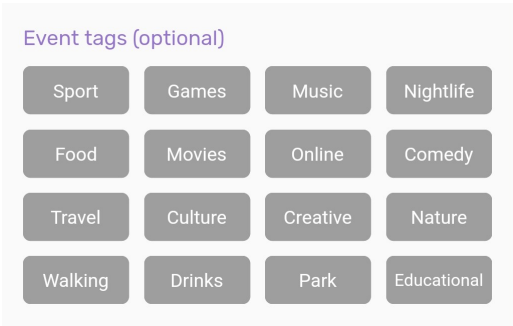 Event tags (optional)
Sport Games Music Nightlife
Food Movies Online Comedy
Travel Culture Creative Nature
Walking Drinks Park Educational